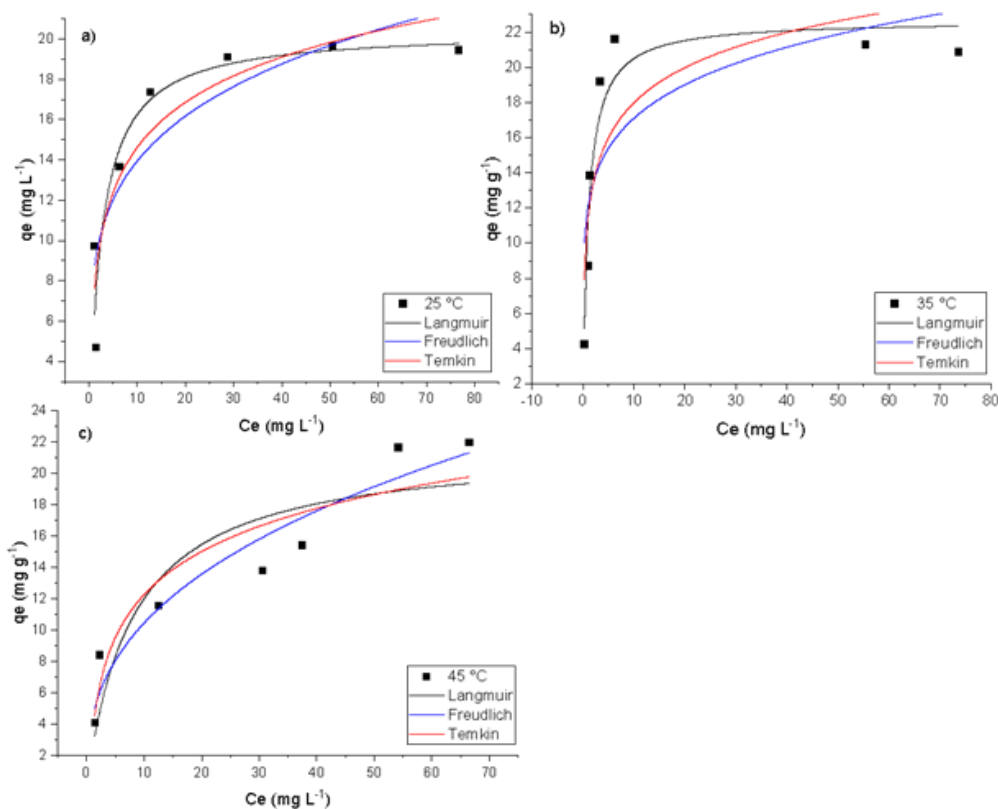 a)
qe (mg L-1)
20
18
16
14
12
10
8
6
4
0 10 20 30 40 50 60 70 80
Ce (mg L-1)
25 °C
Langmuir
Freudlich
Temkin
b)
qe (mg g-1)
22
20
18
16
14
12
10
8
6
4
2
-10 0 10 20 30 40 50 60 70 80
Ce (mg L-1)
35 °C
Langmuir
Freudlich
Temkin
c)
qe (mg g-1)
24
22
20
18
16
14
12
10
8
6
4
2
0 10 20 30 40 50 60 70
Ce (mg L-1)
45 °C
Langmuir
Freudlich
Temkin